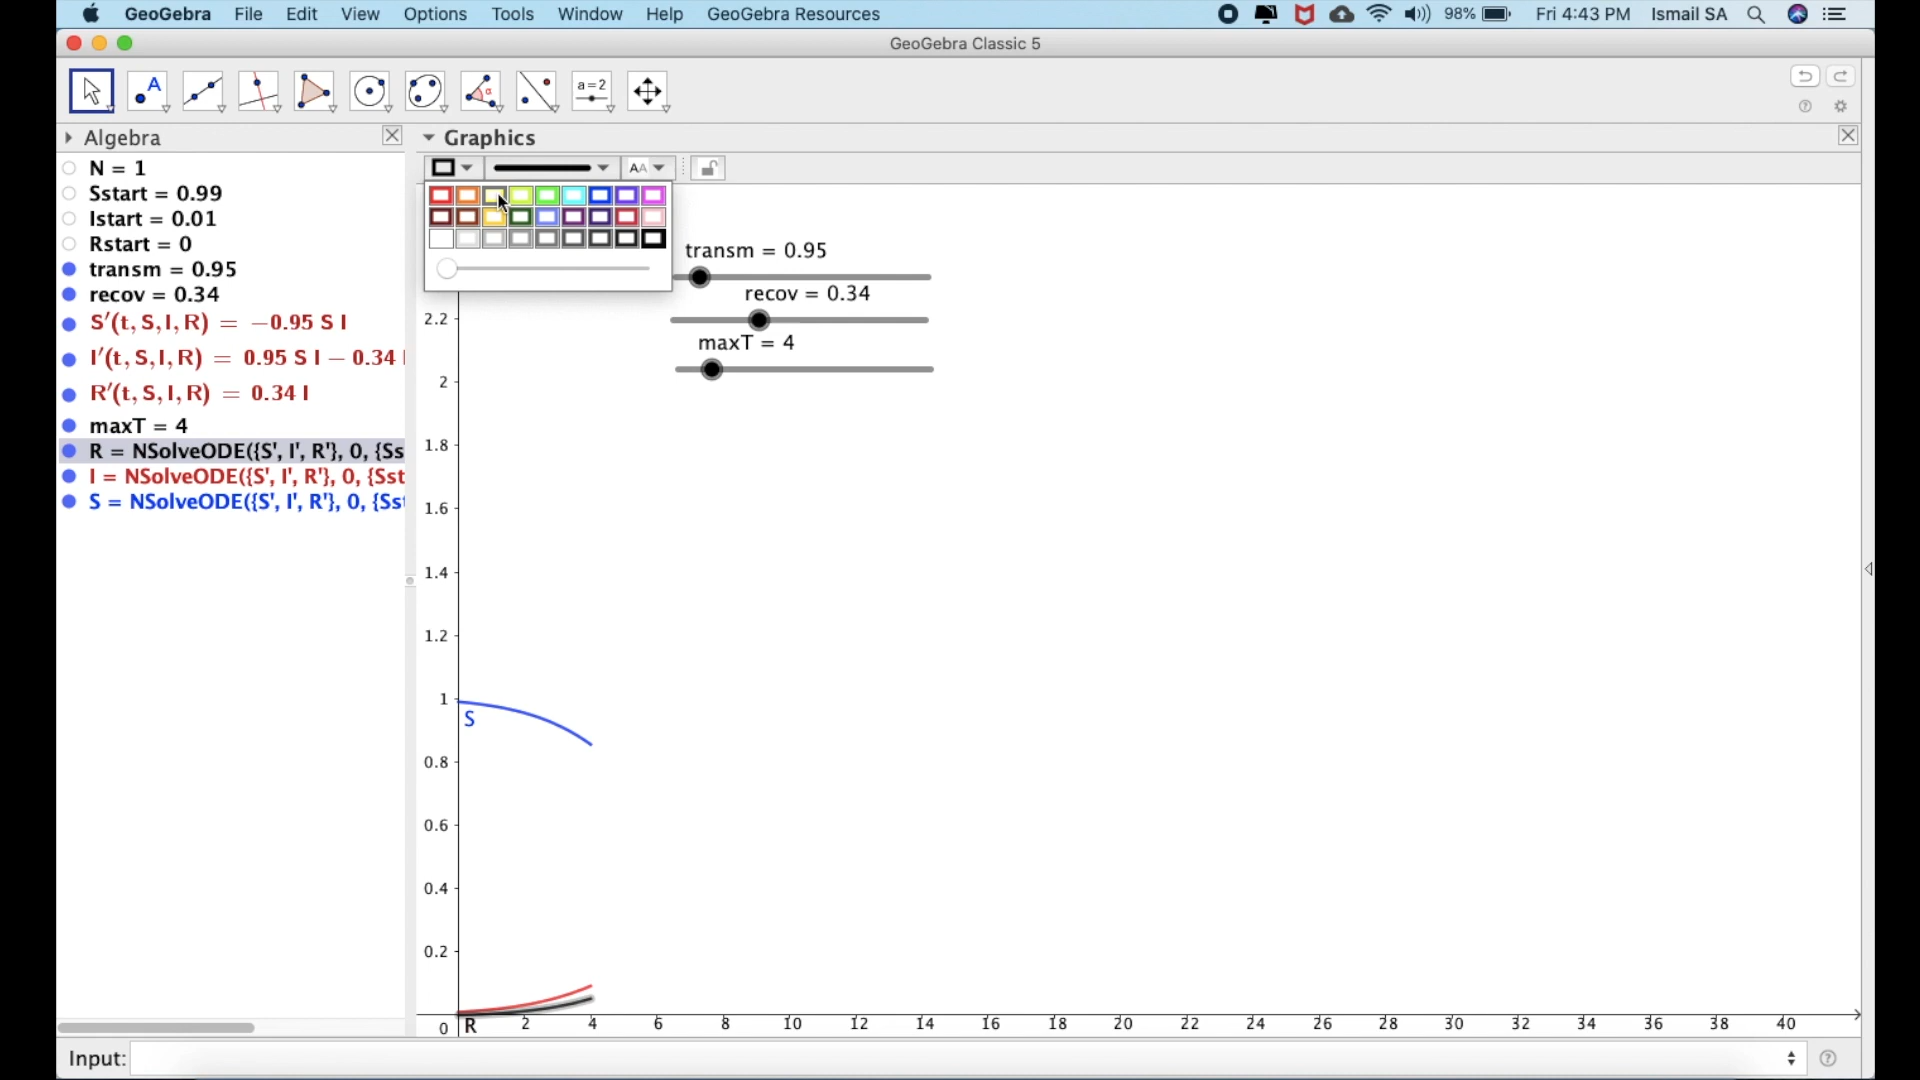 GeoGebra File Edit View Options Tools Window Help GeoGebra Resources 98% Fri 4:43 PM Ismail SA
GeoGebra Classic 5
A α a=2
Algebra
Graphics
AA
N = 1
Sstart = 0.99
Istart = 0.01
Rstart = 0
transm = 0.95
recov = 0.34
S′(t, S, I, R) = −0.95 S I
I′(t, S, I, R) = 0.95 S I − 0.34 I
R′(t, S, I, R) = 0.34 I
maxT = 4
R = NSolveODE({S', I', R'}, 0, {Ss
I = NSolveODE({S', I', R'}, 0, {Sst
S = NSolveODE({S', I', R'}, 0, {Sst
transm = 0.95
recov = 0.34
maxT = 4
2.2
2
1.8
1.6
1.4
1.2
1
S
0.8
0.6
0.4
0.2
0 R 2 4 6 8 10 12 14 16 18 20 22 24 26 28 30 32 34 36 38 40
Input: